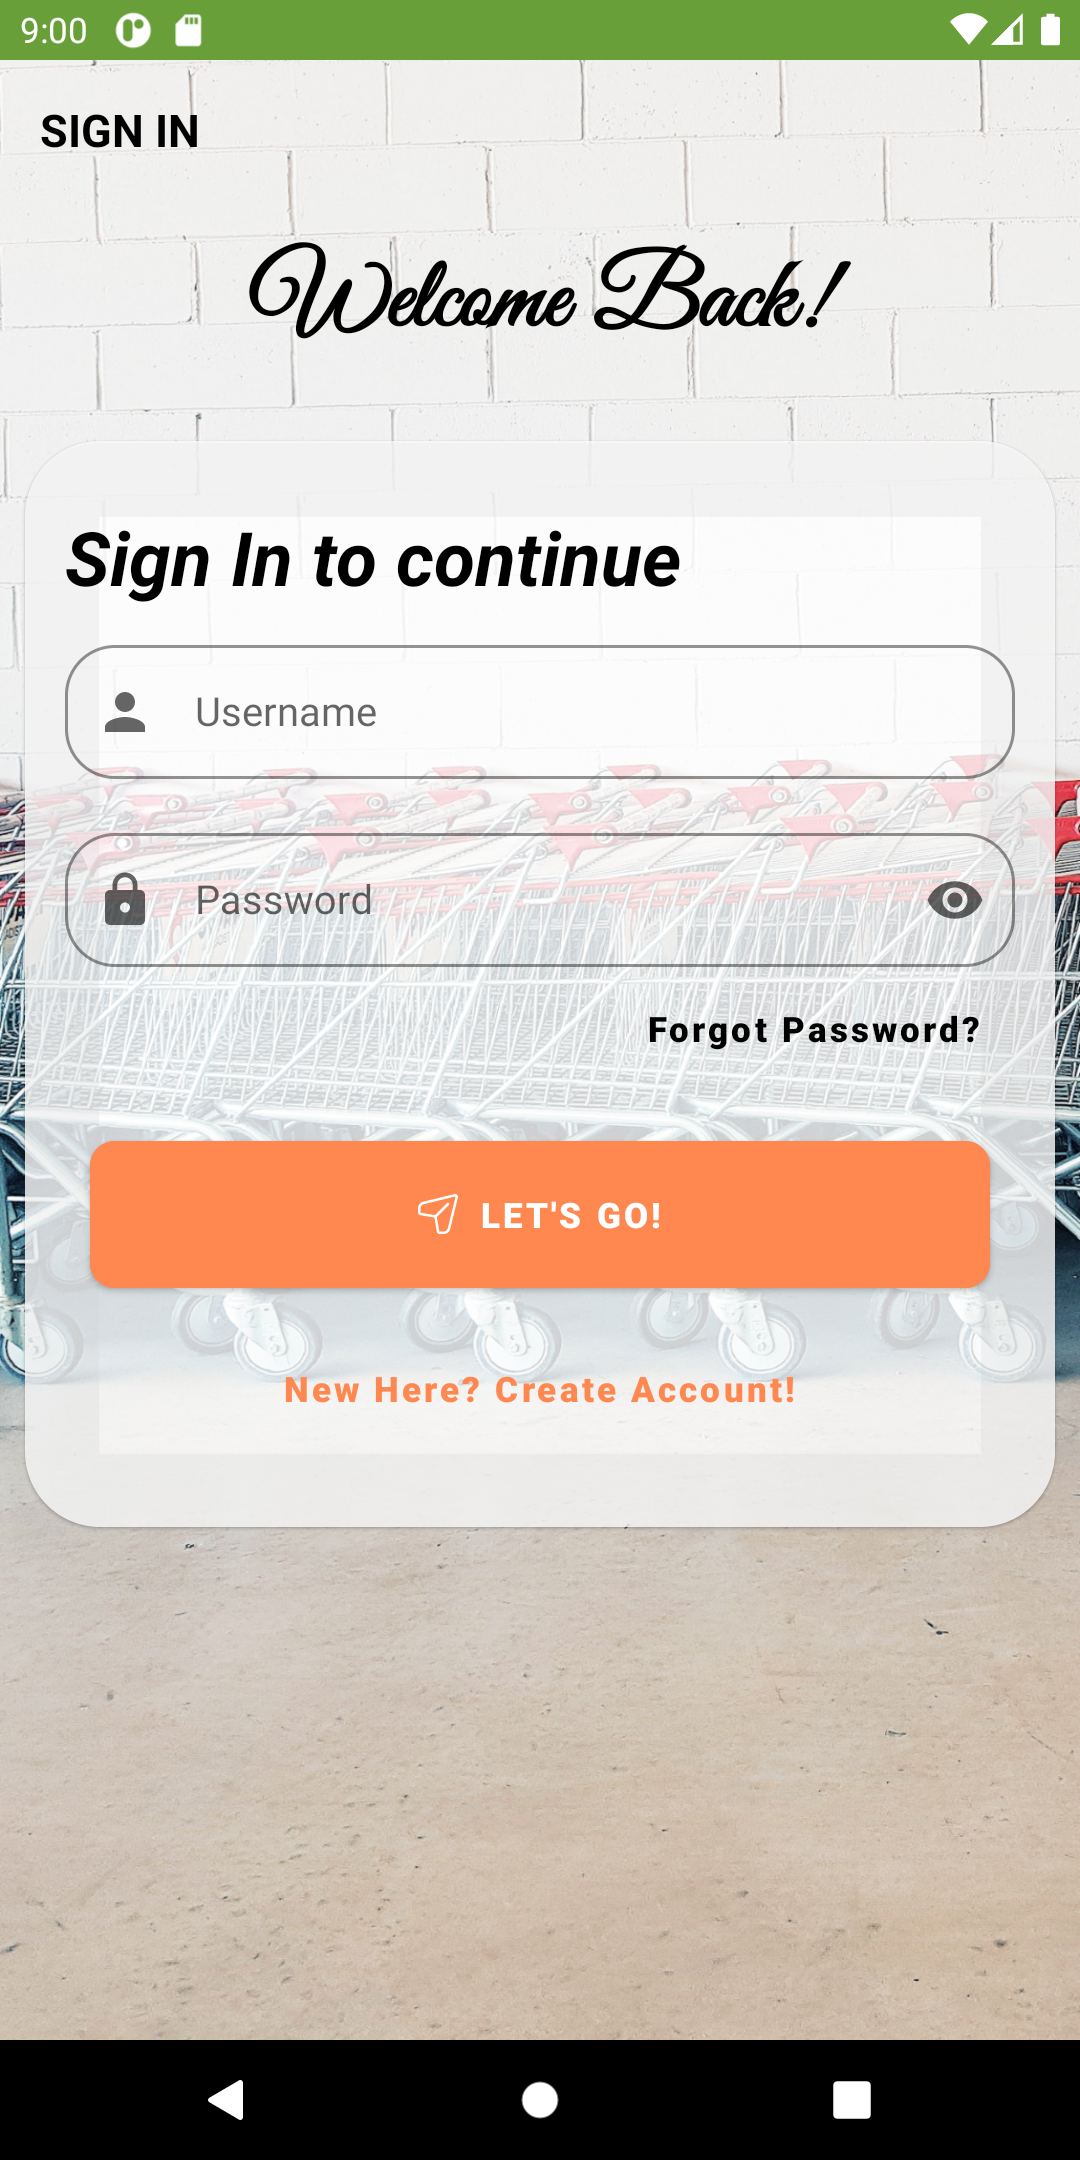 9:00
SIGN IN
Welcome Back!
Sign In to continue
Username
Password
Forgot Password?
LET'S GO!
New Here? Create Account!